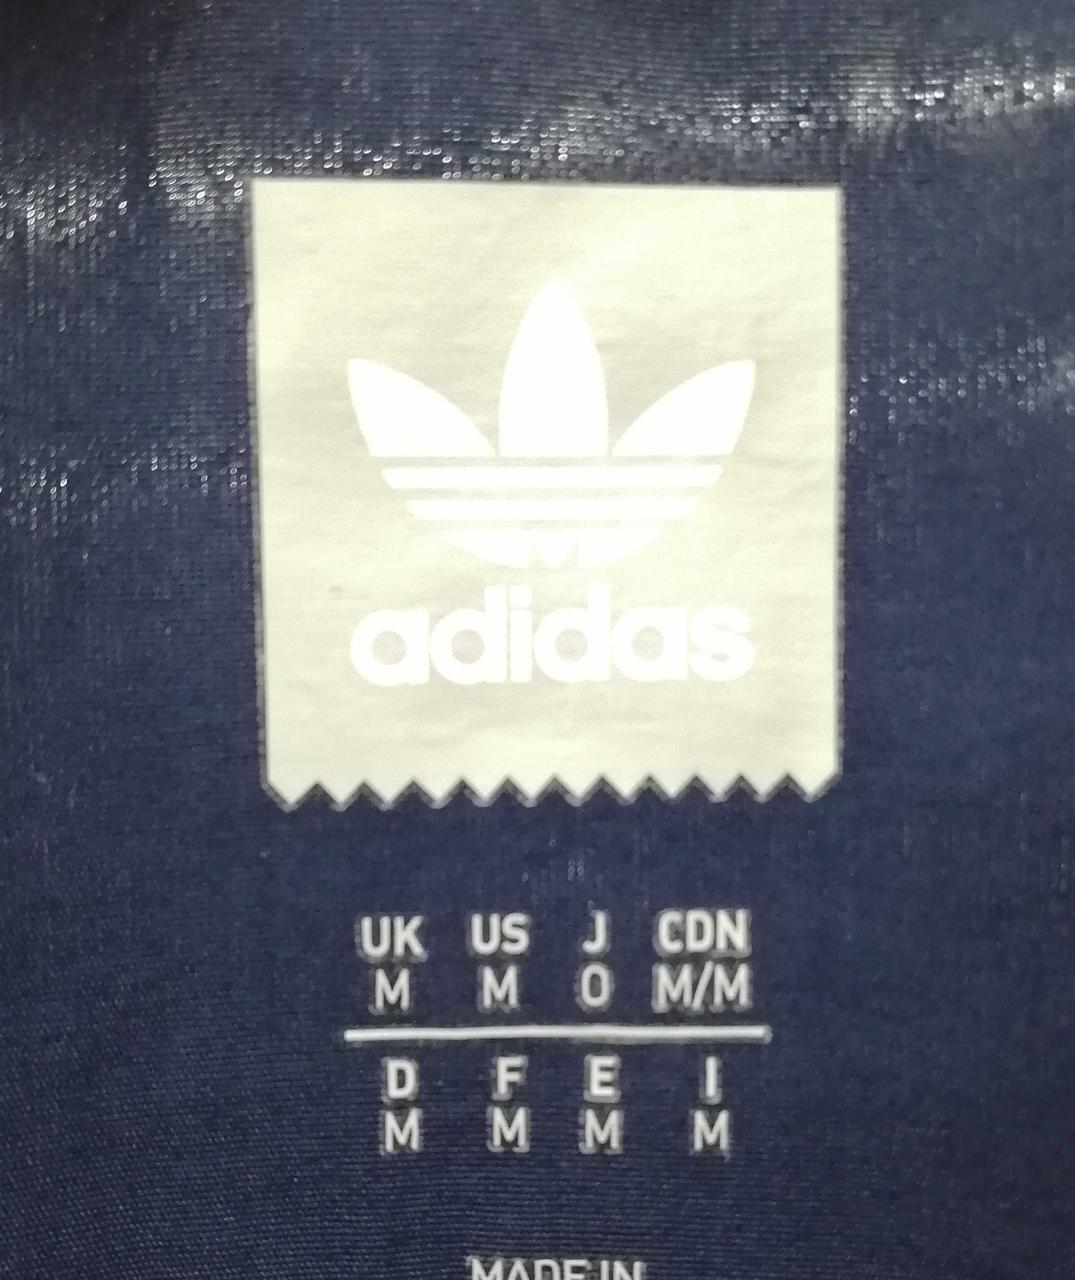 adidas
UK US J CDN
M M O M/M
D F E I
M M M M
MADE IN